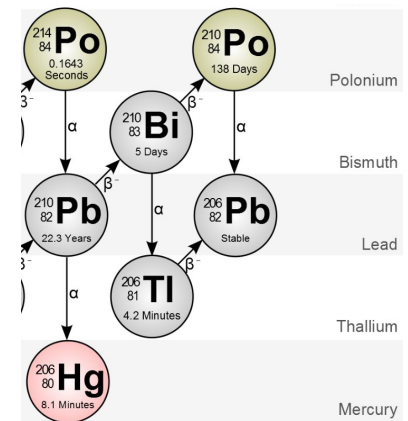 214
84 Po
0.1643
Seconds
210
84 Po
138 Days
Polonium
β⁻
α
β⁻
α
210
83 Bi
5 Days
Bismuth
β⁻
α
210
82 Pb
22.3 Years
206
82 Pb
Stable
Lead
β⁻
α
β⁻
206
81 Tl
4.2 Minutes
Thallium
206
80 Hg
8.1 Minutes
Mercury